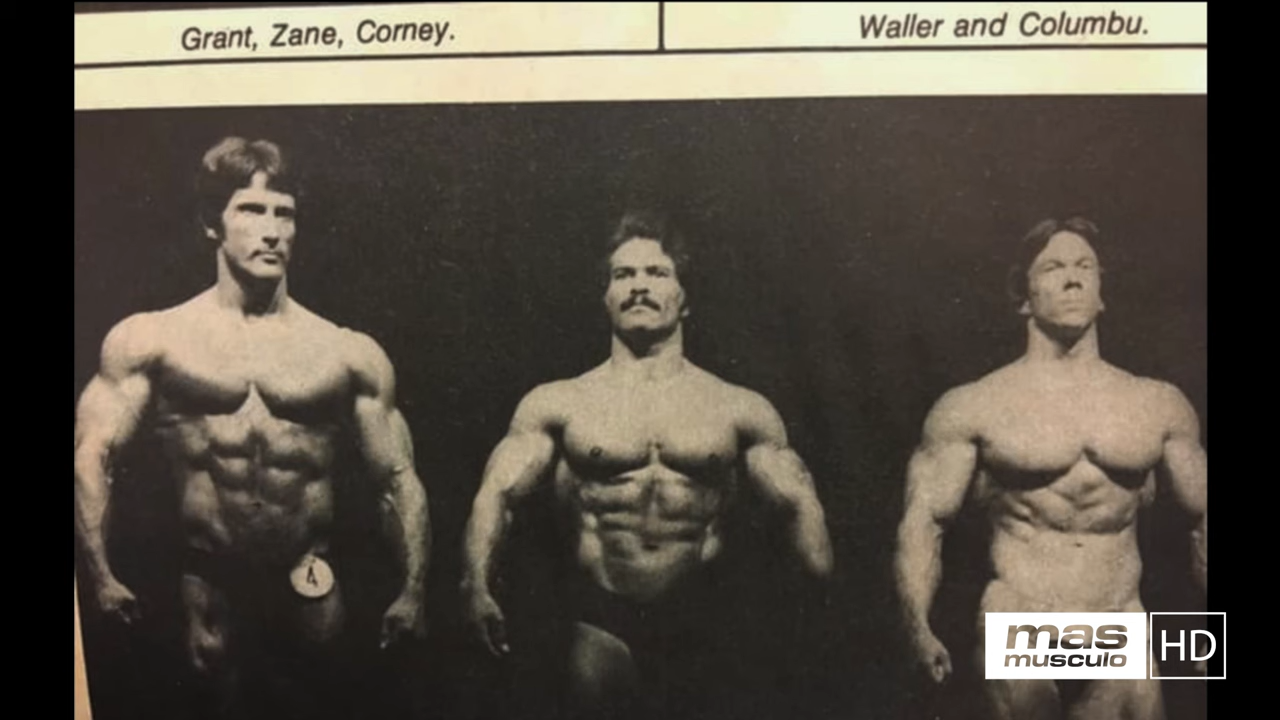 Grant, Zane, Corney.
Waller and Columbu.
4
mas
musculo
HD